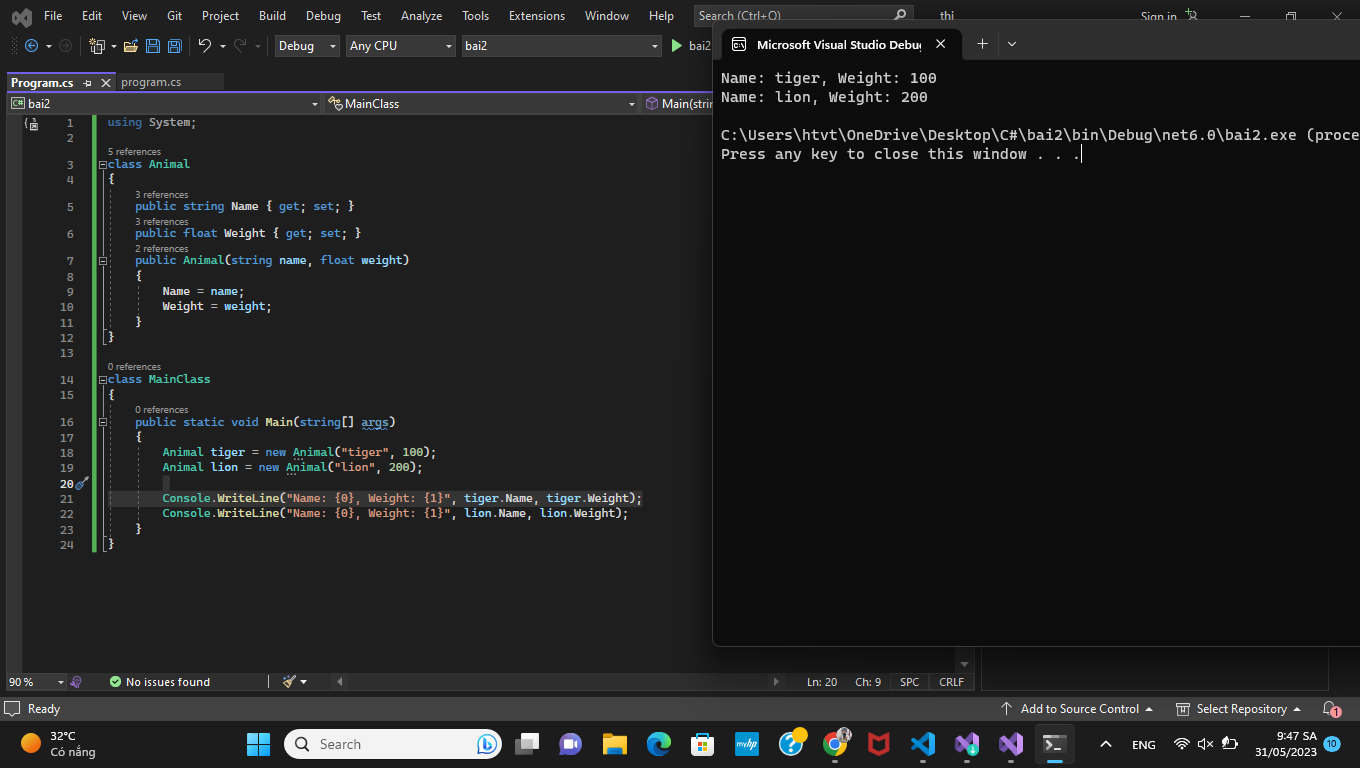 File Edit View Git Project Build Debug Test Analyze Tools Extensions Window Help Search (Ctrl+Q) thi Sign in
Debug Any CPU bai2 bai2
Program.cs program.cs
bai2 MainClass Main(strin
1 using System;
2
5 references
3 class Animal
4 {
3 references
5 public string Name { get; set; }
3 references
6 public float Weight { get; set; }
2 references
7 public Animal(string name, float weight)
8 {
9 Name = name;
10 Weight = weight;
11 }
12 }
13
0 references
14 class MainClass
15 {
0 references
16 public static void Main(string[] args)
17 {
18 Animal tiger = new Animal("tiger", 100);
19 Animal lion = new Animal("lion", 200);
20
21 Console.WriteLine("Name: {0}, Weight: {1}", tiger.Name, tiger.Weight);
22 Console.WriteLine("Name: {0}, Weight: {1}", lion.Name, lion.Weight);
23 }
24 }
Microsoft Visual Studio Debug
Name: tiger, Weight: 100
Name: lion, Weight: 200
C:\Users\htvt\OneDrive\Desktop\C#\bai2\bin\Debug\net6.0\bai2.exe (proce
Press any key to close this window . . .
90 % No issues found Ln: 20 Ch: 9 SPC CRLF
Ready Add to Source Control Select Repository 1
32°C
Có nắng
Search
myhp
ENG
9:47 SA
31/05/2023
10